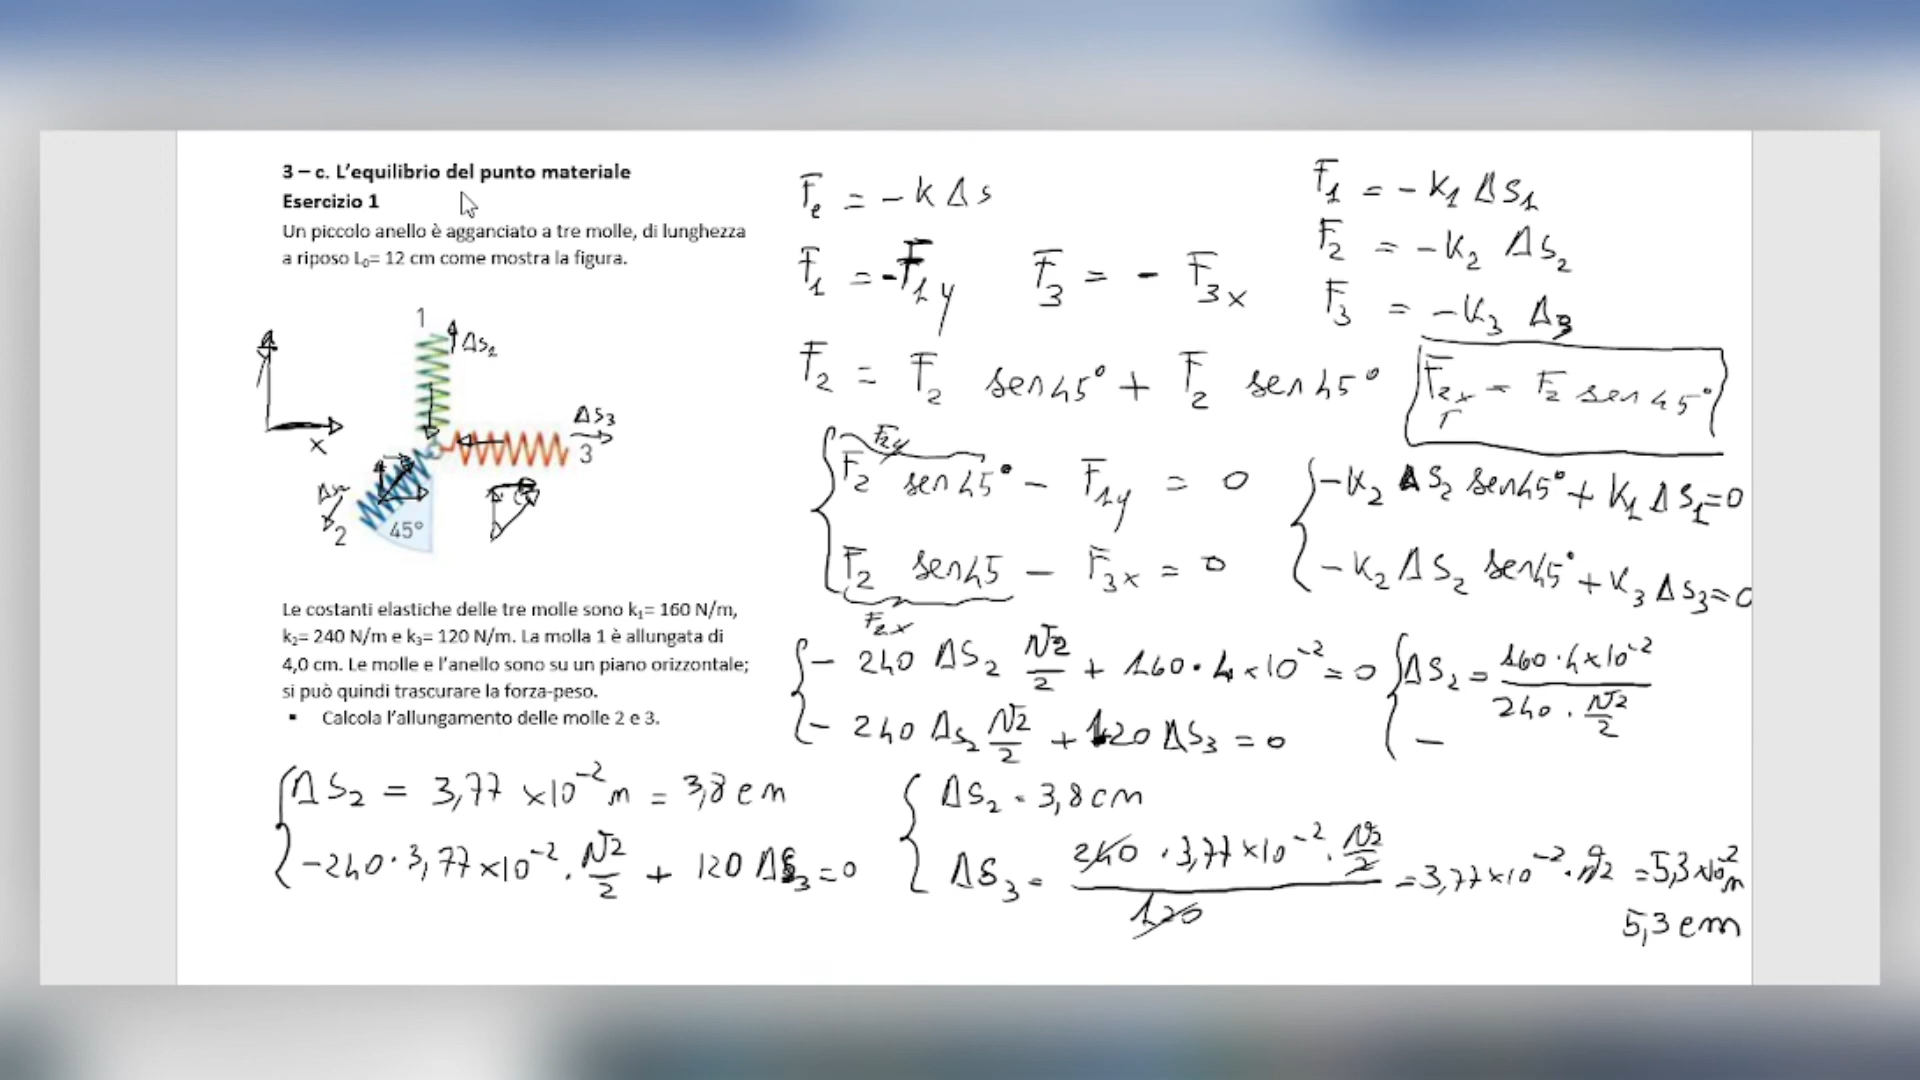 3 – c. L'equilibrio del punto materiale
Esercizio 1
Un piccolo anello è agganciato a tre molle, di lunghezza
a riposo L₀= 12 cm come mostra la figura.
1
Δs₁
x
Δs₃
3
2
45°
Le costanti elastiche delle tre molle sono k₁= 160 N/m,
k₂= 240 N/m e k₃= 120 N/m. La molla 1 è allungata di
4,0 cm. Le molle e l'anello sono su un piano orizzontale;
si può quindi trascurare la forza-peso.
▪ Calcola l'allungamento delle molle 2 e 3.
Fe = -k Δs
F₁ = -F₁y F₃ = - F₃x
F₂ = F₂ sen45° + F₂ sen45°
F₁ = -k₁ Δs₁
F₂ = -k₂ Δs₂
F₃ = -k₃ Δ₃
F₂x = F₂ sen45°
F₂y
F₂ sen45° - F₁y = 0
F₂ sen45 - F₃x = 0
F₂x
-k₂ Δs₂ sen45° + k₁ Δs₁ = 0
-k₂ Δs₂ sen45° + k₃ Δs₃ = 0
- 240 Δs₂ √2/2 + 160 · 4 × 10⁻² = 0
- 240 Δs₂ √2/2 + 120 Δs₃ = 0
Δs₂ = 160 · 4×10⁻² / 240 · √2/2
-
Δs₂ = 3,77 ×10⁻² m = 3,8 cm
-240 · 3,77×10⁻² · √2/2 + 120 Δs₃ = 0
Δs₂ = 3,8 cm
Δs₃ = 240 · 3,77×10⁻² · √2/2 / 120 = 3,77×10⁻² · √2 = 5,3 ×10⁻² m
5,3 cm